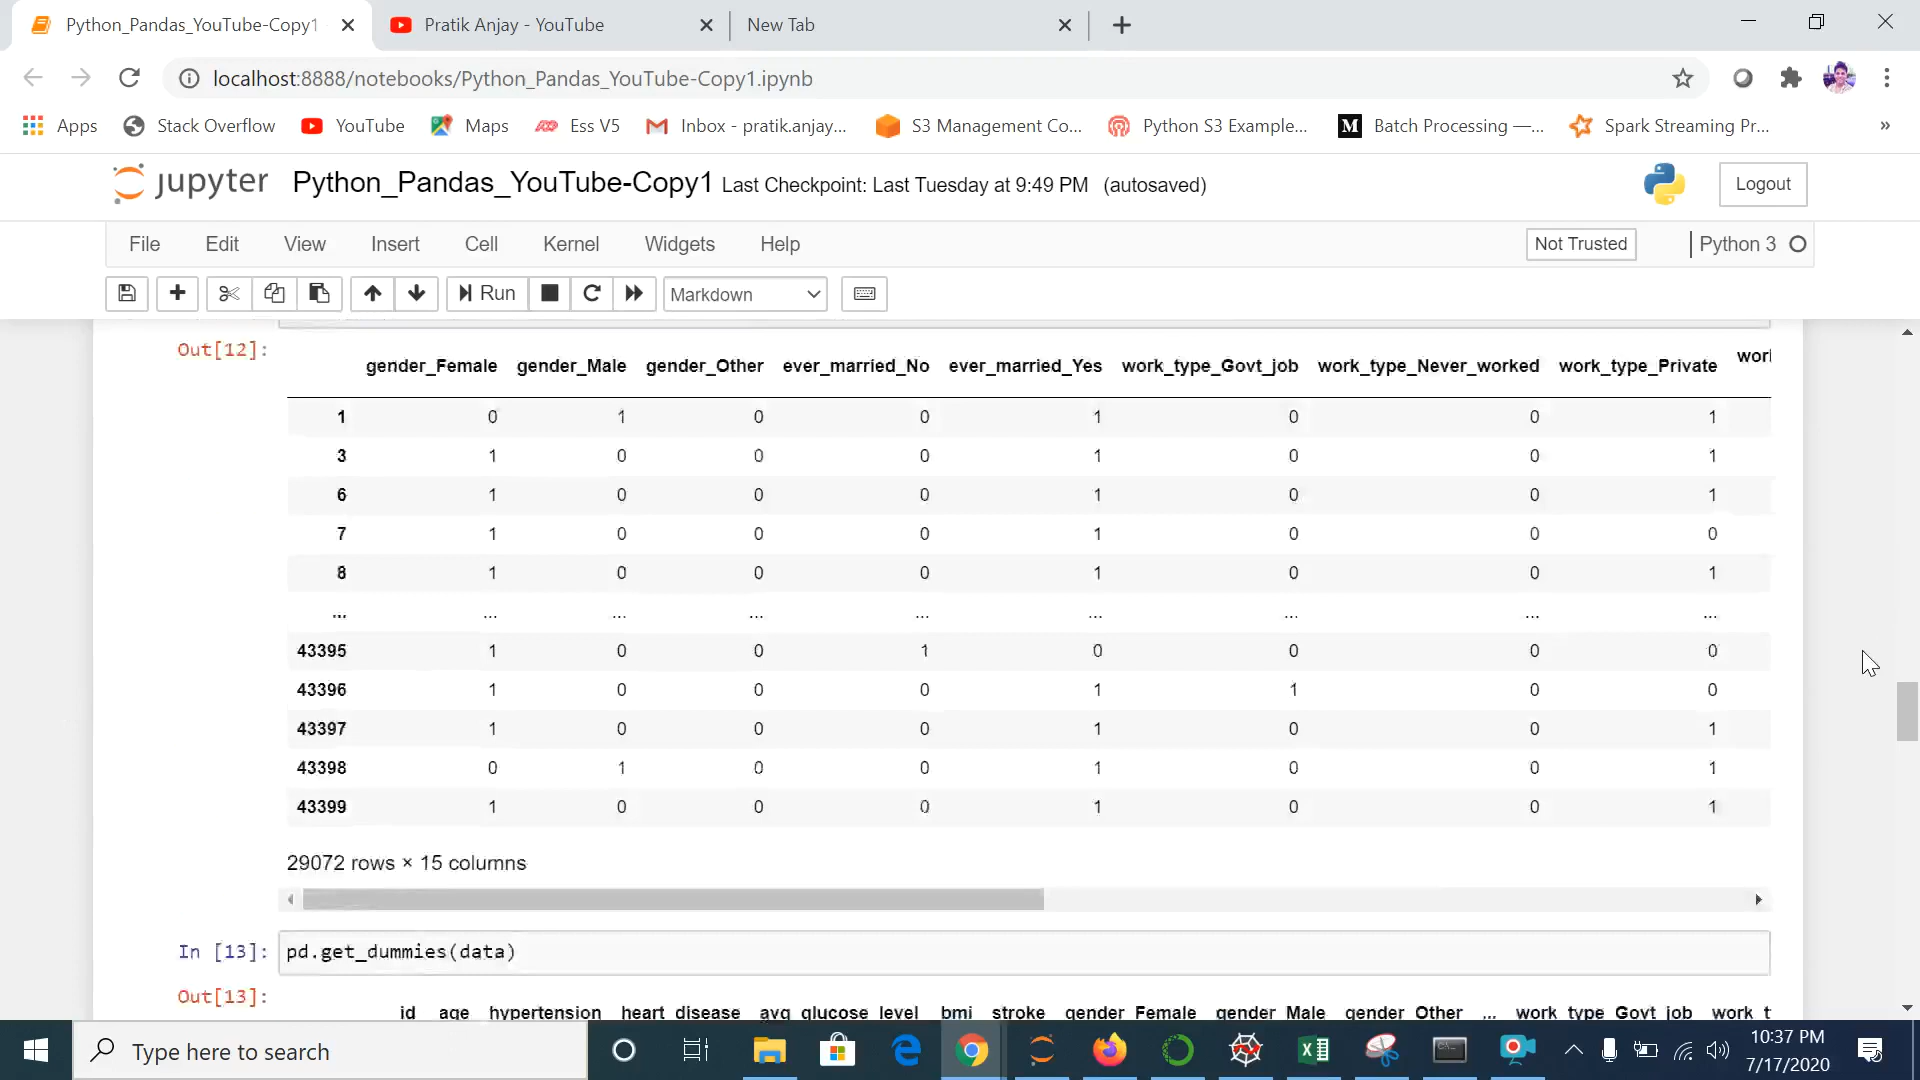 Python_Pandas_YouTube-Copy1
Pratik Anjay - YouTube
New Tab
localhost:8888/notebooks/Python_Pandas_YouTube-Copy1.ipynb
Apps Stack Overflow YouTube Maps Ess V5 Inbox - pratik.anjay... S3 Management Co... Python S3 Example... Batch Processing —... Spark Streaming Pr... »
jupyter Python_Pandas_YouTube-Copy1 Last Checkpoint: Last Tuesday at 9:49 PM (autosaved) Logout
File Edit View Insert Cell Kernel Widgets Help Not Trusted Python 3
Run Markdown
Out[12]:
gender_Female gender_Male gender_Other ever_married_No ever_married_Yes work_type_Govt_job work_type_Never_worked work_type_Private worl
1 0 1 0 0 1 0 0 1
3 1 0 0 0 1 0 0 1
6 1 0 0 0 1 0 0 1
7 1 0 0 0 1 0 0 0
8 1 0 0 0 1 0 0 1
... ... ... ... ... ... ... ... ...
43395 1 0 0 1 0 0 0 0
43396 1 0 0 0 1 1 0 0
43397 1 0 0 0 1 0 0 1
43398 0 1 0 0 1 0 0 1
43399 1 0 0 0 1 0 0 1
29072 rows × 15 columns
In [13]: pd.get_dummies(data)
Out[13]:
id age hypertension heart_disease avg_glucose_level bmi stroke gender_Female gender_Male gender_Other ... work_type_Govt_job work_t
Type here to search
10:37 PM
7/17/2020